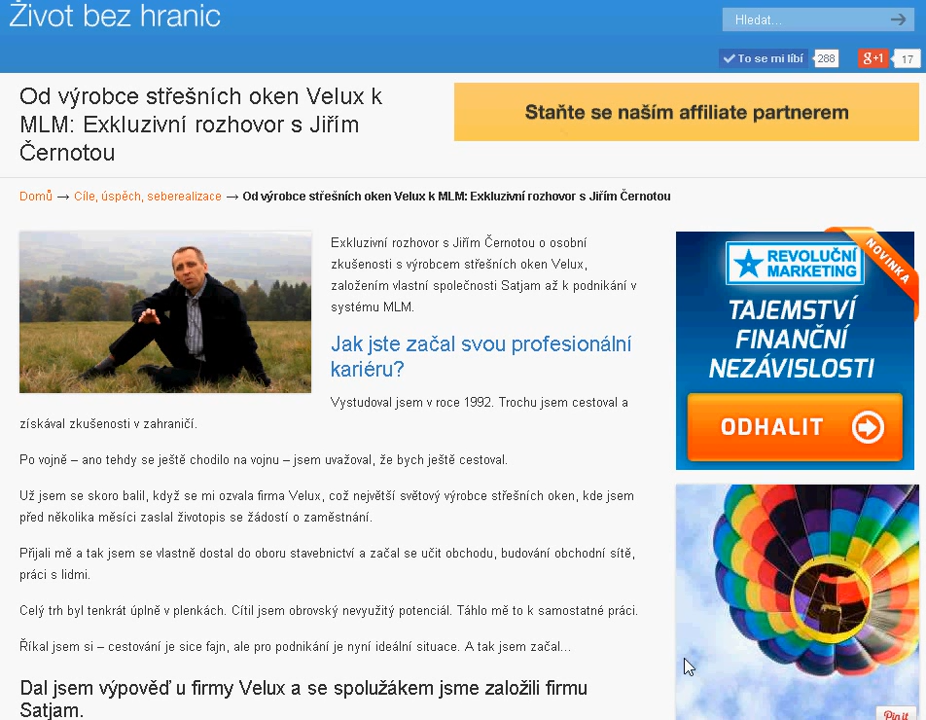 Život bez hranic
Hledat...
To se mi líbí
288
g+1
17
Od výrobce střešních oken Velux k
MLM: Exkluzivní rozhovor s Jiřím
Černotou
Staňte se naším affiliate partnerem
Domů → Cíle, úspěch, seberealizace → Od výrobce střešních oken Velux k MLM: Exkluzivní rozhovor s Jiřím Černotou
Exkluzivní rozhovor s Jiřím Černotou o osobní
zkušenosti s výrobcem střešních oken Velux,
založením vlastní společnosti Satjam až k podnikání v
systému MLM.
Jak jste začal svou profesionální
kariéru?
Vystudoval jsem v roce 1992. Trochu jsem cestoval a
získával zkušenosti v zahraničí.
Po vojně – ano tehdy se ještě chodilo na vojnu – jsem uvažoval, že bych ještě cestoval.
Už jsem se skoro balil, když se mi ozvala firma Velux, což největší světový výrobce střešních oken, kde jsem
před několika měsíci zaslal životopis se žádostí o zaměstnání.
Přijali mě a tak jsem se vlastně dostal do oboru stavebnictví a začal se učit obchodu, budování obchodní sítě,
práci s lidmi.
Celý trh byl tenkrát úplně v plenkách. Cítil jsem obrovský nevyužitý potenciál. Táhlo mě to k samostatné práci.
Říkal jsem si – cestování je sice fajn, ale pro podnikání je nyní ideální situace. A tak jsem začal...
Dal jsem výpověď u firmy Velux a se spolužákem jsme založili firmu
Satjam.
REVOLUČNÍ
MARKETING
NOVINKA
TAJEMSTVÍ
FINANČNÍ
NEZÁVISLOSTI
ODHALIT
Pin it